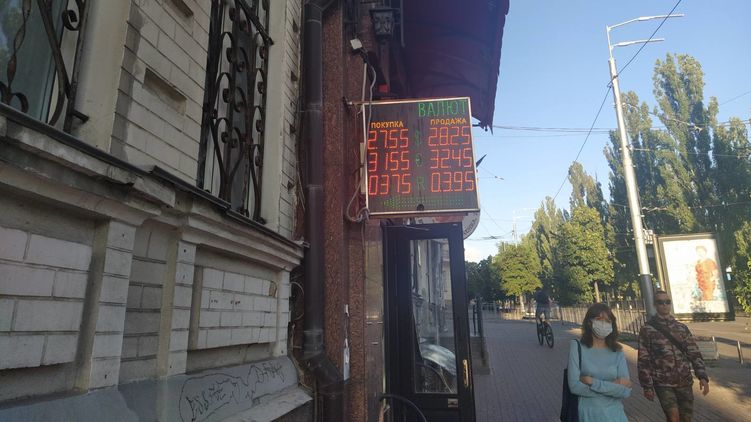 ВАЛЮТ
ПОКУПКА ПРОДАЖА
27.55 $ 28.25
31.55 € 32.45
0.375 R 0.395